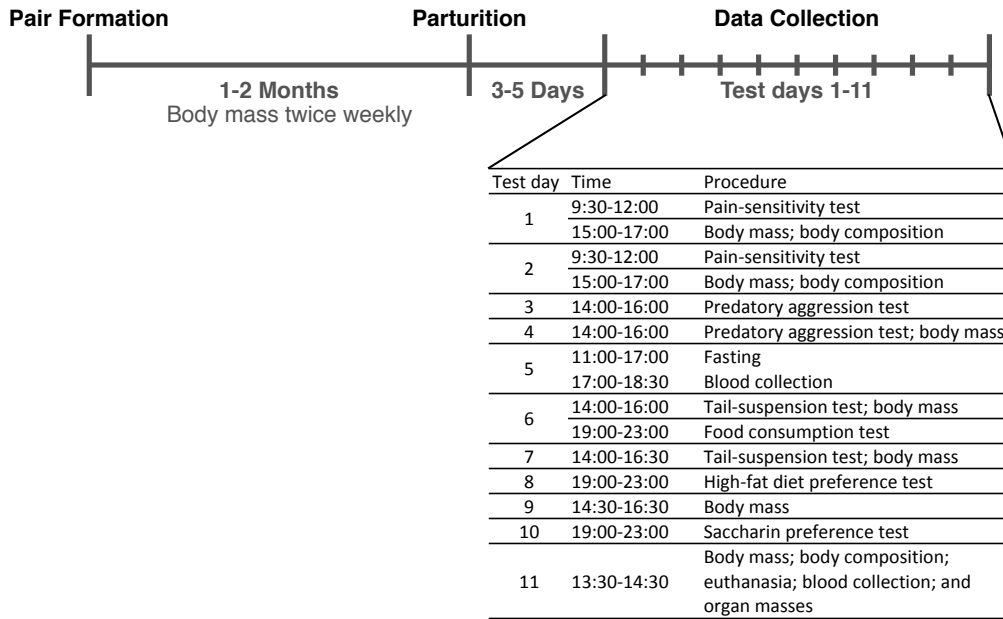 Pair Formation Parturition Data Collection
1-2 Months 3-5 Days Test days 1-11
Body mass twice weekly
Test day Time Procedure
1 9:30-12:00 Pain-sensitivity test
15:00-17:00 Body mass; body composition
2 9:30-12:00 Pain-sensitivity test
15:00-17:00 Body mass; body composition
3 14:00-16:00 Predatory aggression test
4 14:00-16:00 Predatory aggression test; body mass
5 11:00-17:00 Fasting
17:00-18:30 Blood collection
6 14:00-16:00 Tail-suspension test; body mass
19:00-23:00 Food consumption test
7 14:00-16:30 Tail-suspension test; body mass
8 19:00-23:00 High-fat diet preference test
9 14:30-16:30 Body mass
10 19:00-23:00 Saccharin preference test
11 13:30-14:30 Body mass; body composition;
euthanasia; blood collection; and
organ masses